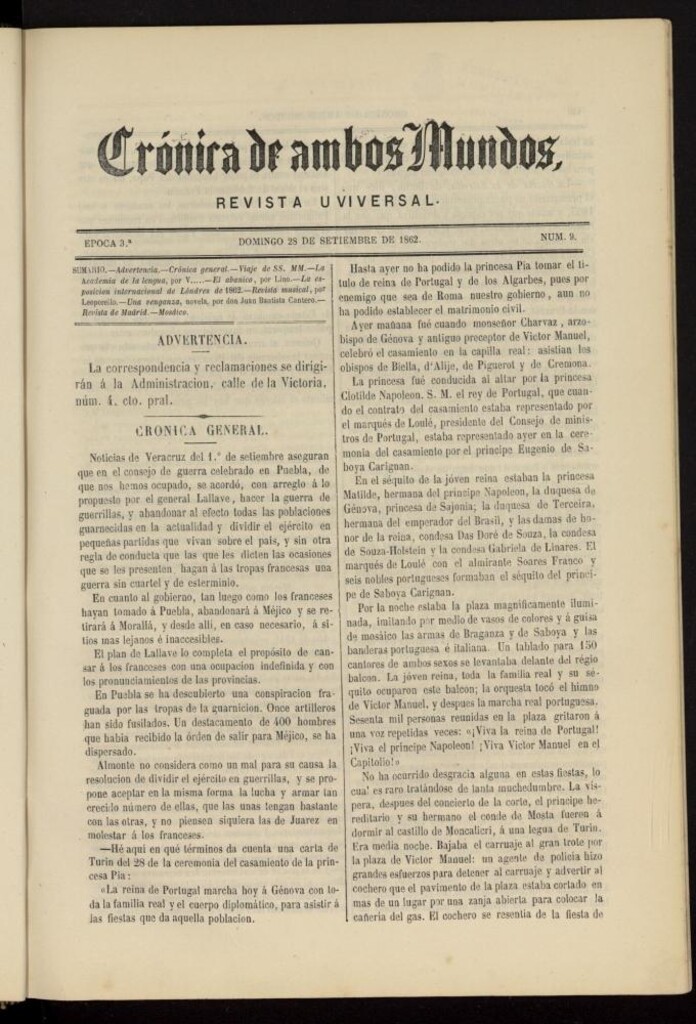 Crónica de ambos Mundos,
REVISTA UVIVERSAL.
EPOCA 3.ª
DOMINGO 28 DE SETIEMBRE DE 1862.
NUM. 9.
SUMARIO.—Advertencia.—Crónica general.—Viaje de SS. MM.—La
Academia de la lengua, por V.....—El abanico, por Lino.—La es-
posicion internacional de Lóndres de 1862.—Revista musical, por
Leoporello.—Una venganza, novela, por don Juan Bautista Cantero.—
Revista de Madrid.—Mosáico.
ADVERTENCIA.
La correspondencia y reclamaciones se dirigi-
rán á la Administracion, calle de la Victoria,
núm. 4, cto. pral.
CRONICA GENERAL.
Noticias de Veracruz del 1.º de setiembre aseguran
que en el consejo de guerra celebrado en Puebla, de
que nos hemos ocupado, se acordó, con arreglo á lo
propuesto por el general Lallave, hacer la guerra de
guerrillas, y abandonar al efecto todas las poblaciones
guarnecidas en la actualidad y dividir el ejército en
pequeñas partidas que vivan sobre el pais, y sin otra
regla de conducta que las que les dicten las ocasiones
que se les presenten, hagan á las tropas francesas una
guerra sin cuartel y de esterminio.
En cuanto al gobierno, tan luego como los franceses
hayan tomado á Puebla, abandonará á Méjico y se re-
tirará á Morallá, y desde allí, en caso necesario, á si-
tios mas lejanos é inaccesibles.
El plan de Lallave lo completa el propósito de can-
sar á los franceses con una ocupacion indefinida y con
los pronunciamientos de las provincias.
En Puebla se ha descubierto una conspiracion fra-
guada por las tropas de la guarnicion. Once artilleros
han sido fusilados. Un destacamento de 400 hombres
que habia recibido la órden de salir para Méjico, se ha
dispersado.
Almonte no considera como un mal para su causa la
resolucion de dividir el ejército en guerrillas, y se pro-
pone aceptar en la misma forma la lucha y armar tan
crecido número de ellas, que las unas tengan bastante
con las otras, y no piensen siquiera las de Juarez en
molestar á los franceses.
—Hé aqui en qué términos da cuenta una carta de
Turin del 28 de la ceremonia del casamiento de la prin-
cesa Pia:
«La reina de Portugal marcha hoy á Génova con to-
da la familia real y el cuerpo diplomático, para asistir á
las fiestas que da aquella poblacion.
Hasta ayer no ha podido la princesa Pia tomar el tí-
tulo de reina de Portugal y de los Algarbes, pues por
enemigo que sea de Roma nuestro gobierno, aun no
ha podido establecer el matrimonio civil.
Ayer mañana fué cuando monseñor Charvaz, arzo-
bispo de Génova y antiguo preceptor de Victor Manuel,
celebró el casamiento en la capilla real: asistian les
obispos de Biella, d'Alije, de Pignerot y de Cremona.
La princesa fué conducida al altar por la princesa
Clotilde Napoleon. S. M. el rey de Portugal, que cuan-
do el contrato del casamiento estaba representado por
el marqués de Loulé, presidente del Consejo de minis-
tros de Portugal, estaba representado ayer en la cere-
monia del casamiento por el príncipe Eugenio de Sa-
boya Carignan.
En el séquito de la jóven reina estaban la princesa
Matilde, hermana del príncipe Napoleon, la duquesa de
Génova, princesa de Sajonia; la duquesa de Terceira,
hermana del emperador del Brasil, y las damas de ho-
nor de la reina, condesa Das Doré de Souza, la condesa
de Souza-Holstein y la condesa Gabriela de Linares. El
marqués de Loulé con el almirante Soares Franco y
seis nobles portugueses formaban el séquito del prínci-
pe de Saboya Carignan.
Por la noche estaba la plaza magníficamente ilumi-
nada, imitando por medio de vasos de colores y á guisa
de mosáico las armas de Braganza y de Saboya y las
banderas portuguesa é italiana. Un tablado para 150
cantores de ambos sexos se levantaba delante del régio
balcon. La jóven reina, toda la familia real y su sé-
quito ocuparon este balcon; la orquesta tocó el himno
de Victor Manuel, y despues la marcha real portuguesa.
Sesenta mil personas reunidas en la plaza gritaron á
una voz repetidas veces: «¡Viva la reina de Portugal!
¡Viva el príncipe Napoleon! ¡Viva Victor Manuel en el
Capitolio!»
No ha ocurrido desgracia alguna en estas fiestas, lo
cual es raro tratándose de tanta muchedumbre. La vís-
pera, despues del concierto de la corte, el príncipe he-
reditario y su hermano el conde de Mosta fueron á
dormir al castillo de Moncalicri, á una legua de Turin.
Era media noche. Bajaba el carruaje al gran trote por
la plaza de Victor Manuel: un agente de policía hizo
grandes esfuerzos para detener al carruaje y advertir al
cochero que el pavimento de la plaza estaba cortado en
mas de un lugar por una zanja abierta para colocar la
cañería del gas. El cochero se resentia de la fiesta de